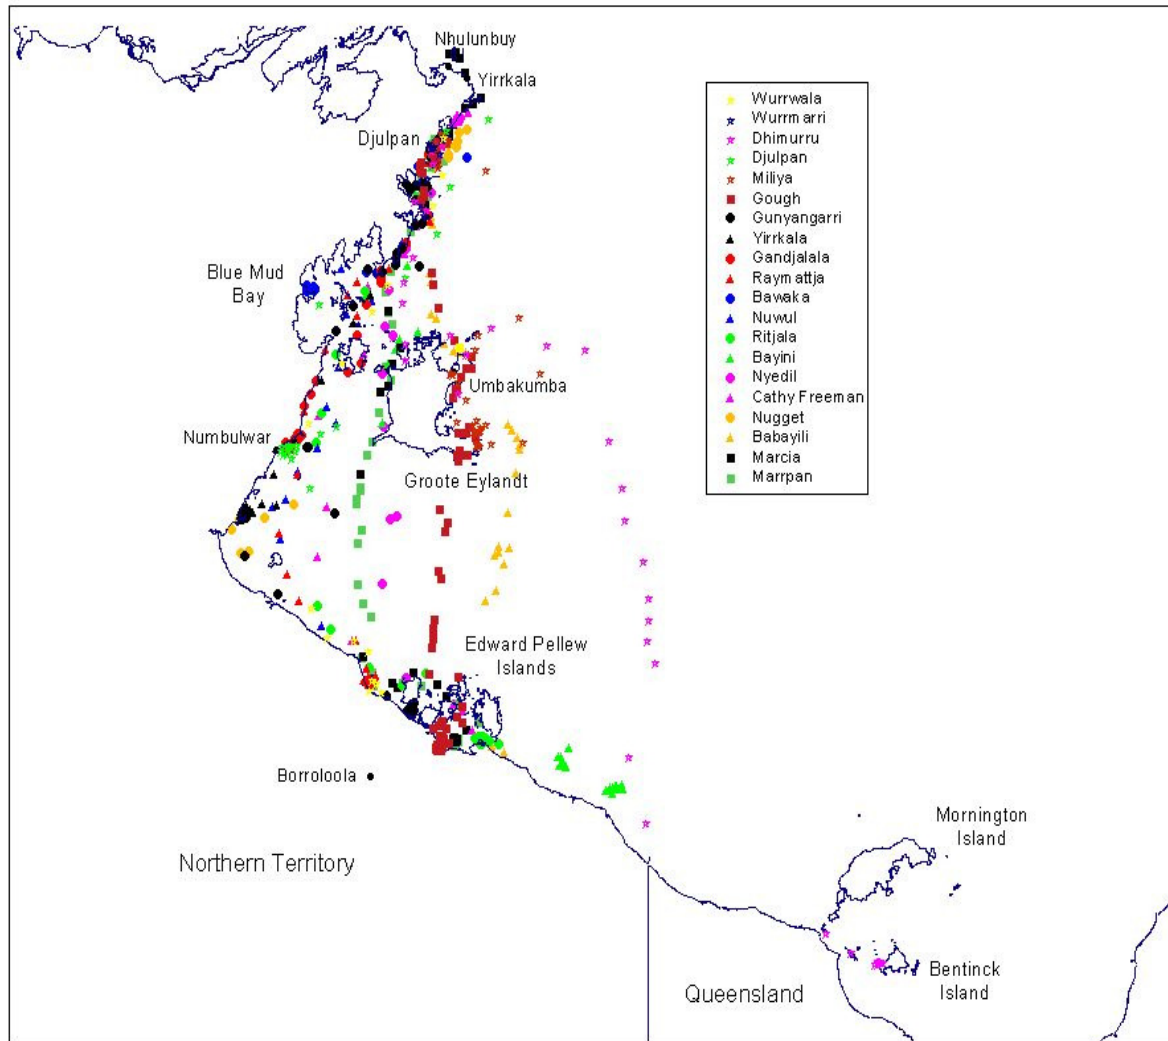 Nhulunbuy
Yirrkala
Djulpan
Blue Mud
Bay
Umbakumba
Numbulwar
Groote Eylandt
Edward Pellew
Islands
Borroloola
Northern Territory
Mornington
Island
Bentinck
Island
Queensland
Wurrwala
Wurrmarri
Dhimurru
Djulpan
Miliya
Gough
Gunyangarri
Yirrkala
Gandjalala
Raymattja
Bawaka
Nuwul
Ritjala
Bayini
Nyedil
Cathy Freeman
Nugget
Babayili
Marcia
Marrpan